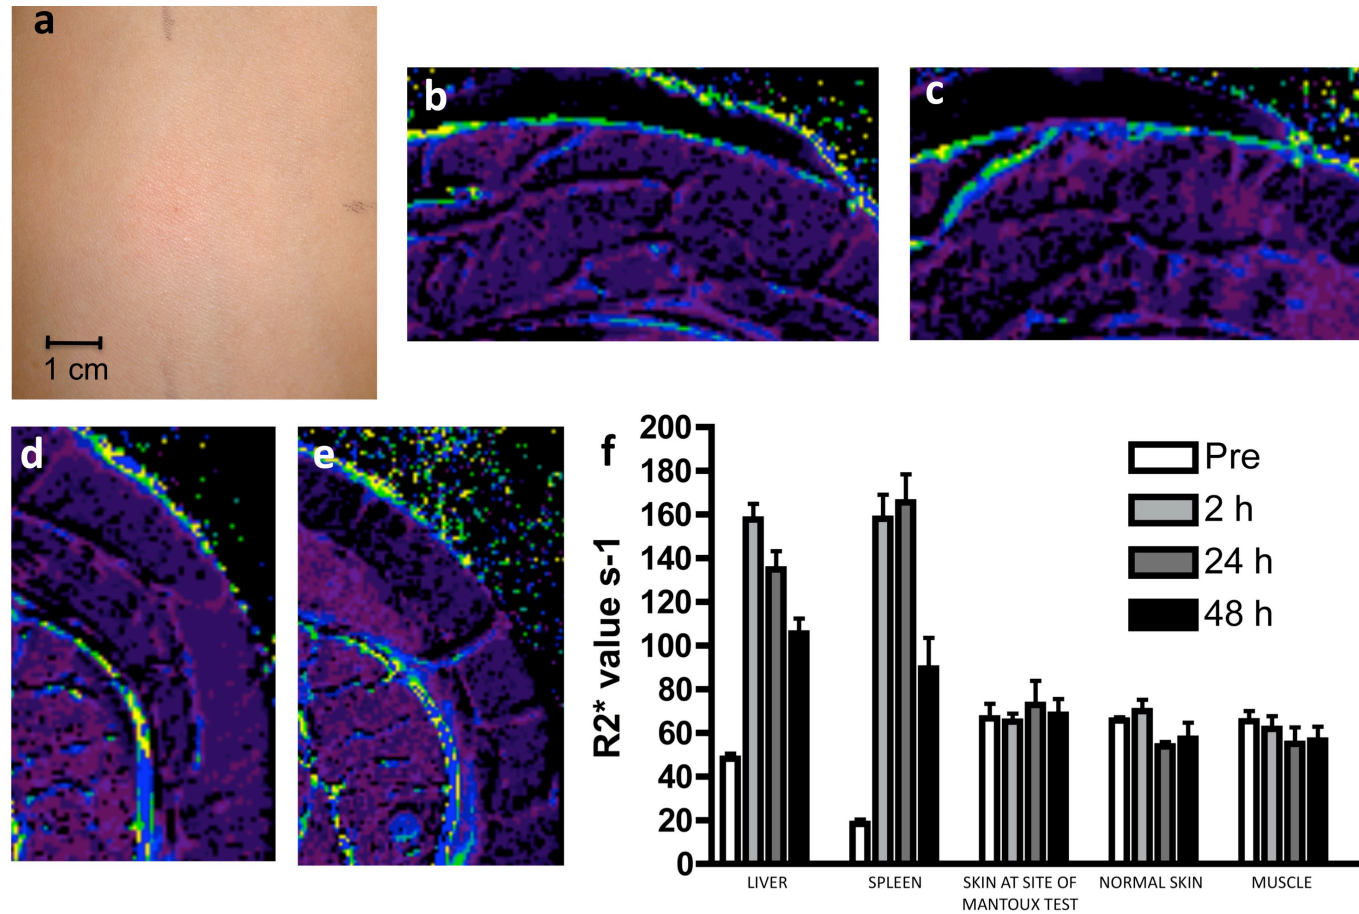 a
b
c
1 cm
d
e
f
R2* value s-1
200
180
160
140
120
100
80
60
40
20
0
Pre
2 h
24 h
48 h
LIVER
SPLEEN
SKIN AT SITE OF
MANTOUX TEST
NORMAL SKIN
MUSCLE